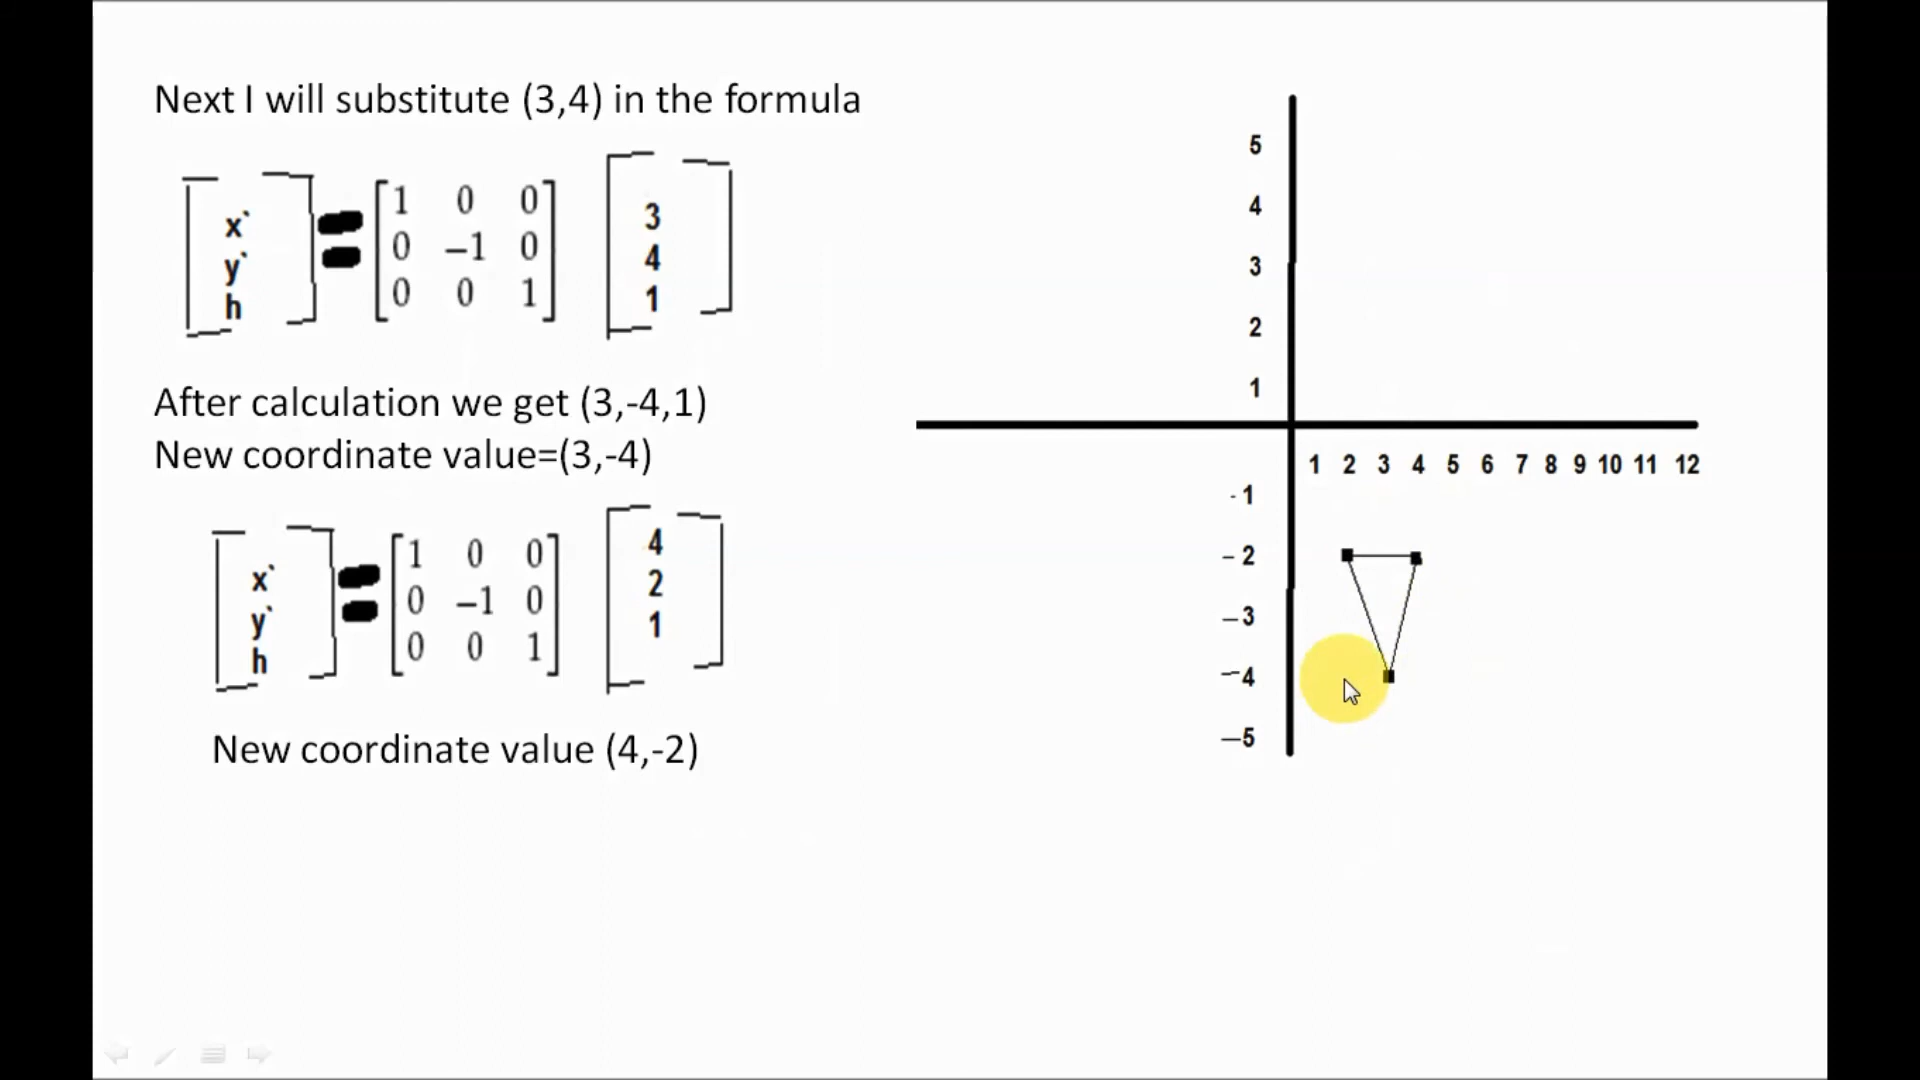 Next I will substitute (3,4) in the formula
x` 1 0 0 3
y` 0 −1 0 4
h 0 0 1 1
After calculation we get (3,-4,1)
New coordinate value=(3,-4)
x` 1 0 0 4
y` 0 −1 0 2
h 0 0 1 1
New coordinate value (4,-2)
5
4
3
2
1
1 2 3 4 5 6 7 8 9 10 11 12
-1
-2
-3
-4
-5